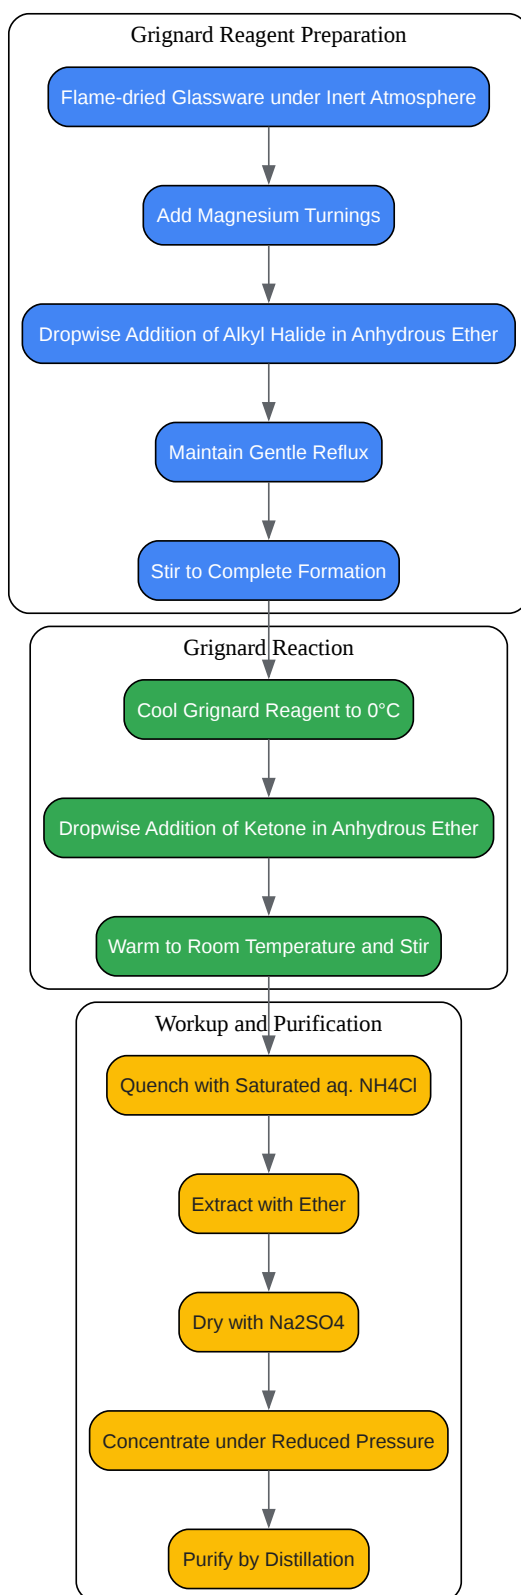 Grignard Reagent Preparation
Flame-dried Glassware under Inert Atmosphere
Add Magnesium Turnings
Dropwise Addition of Alkyl Halide in Anhydrous Ether
Maintain Gentle Reflux
Stir to Complete Formation
Grignard Reaction
Cool Grignard Reagent to 0°C
Dropwise Addition of Ketone in Anhydrous Ether
Warm to Room Temperature and Stir
Workup and Purification
Quench with Saturated aq. NH4Cl
Extract with Ether
Dry with Na2SO4
Concentrate under Reduced Pressure
Purify by Distillation